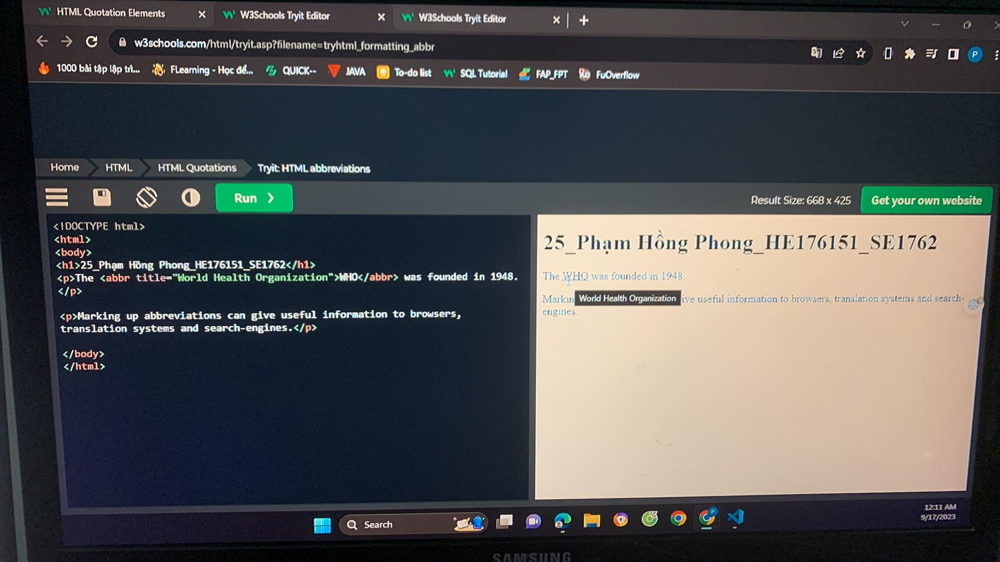 HTML Quotation Elements
W3Schools Tryit Editor
W3Schools Tryit Editor
w3schools.com/html/tryit.asp?filename=tryhtml_formatting_abbr
P
1000 bài tập lập trì...
FLearning - Học dễ...
QUICK--
JAVA
To-do list
SQL Tutorial
FAP_FPT
FuOverflow
Home
HTML
HTML Quotations
Tryit: HTML abbreviations
Run
Result Size: 668 x 425
Get your own website
<!DOCTYPE html>
<html>
<body>
<h1>25_Phạm Hồng Phong_HE176151_SE1762</h1>
<p>The <abbr title="World Health Organization">WHO</abbr> was founded in 1948.
</p>
<p>Marking up abbreviations can give useful information to browsers,
translation systems and search-engines.</p>
</body>
</html>
25_Phạm Hồng Phong_HE176151_SE1762
The WHO was founded in 1948.
Markin World Health Organization ive useful information to browsers, translation systems and search-
engines.
Search
12:11 AM
9/17/2023
SAMSUNG